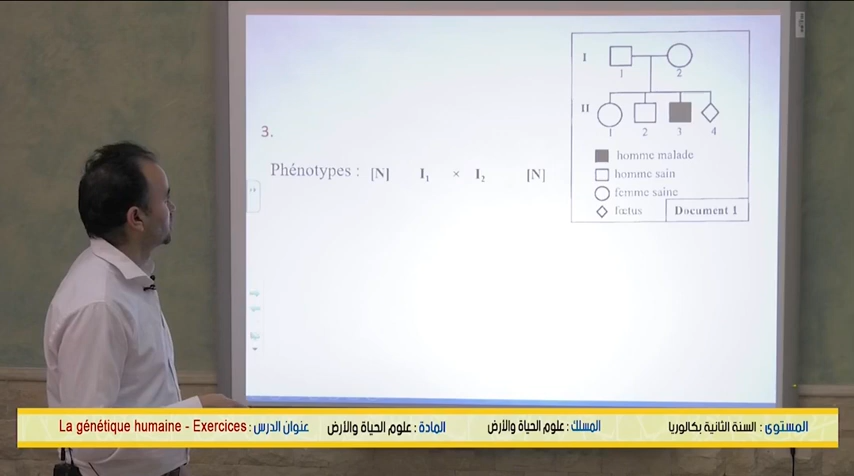 I
1
2
II
1
2
3
4
homme malade
homme sain
femme saine
fœtus
Document 1
3.
Phénotypes : [N] I₁ × I₂ [N]
المستوى : السنة الثانية بكالوريا
المسلك : علوم الحياة والأرض
المادة : علوم الحياة والأرض
عنوان الدرس : La génétique humaine - Exercices